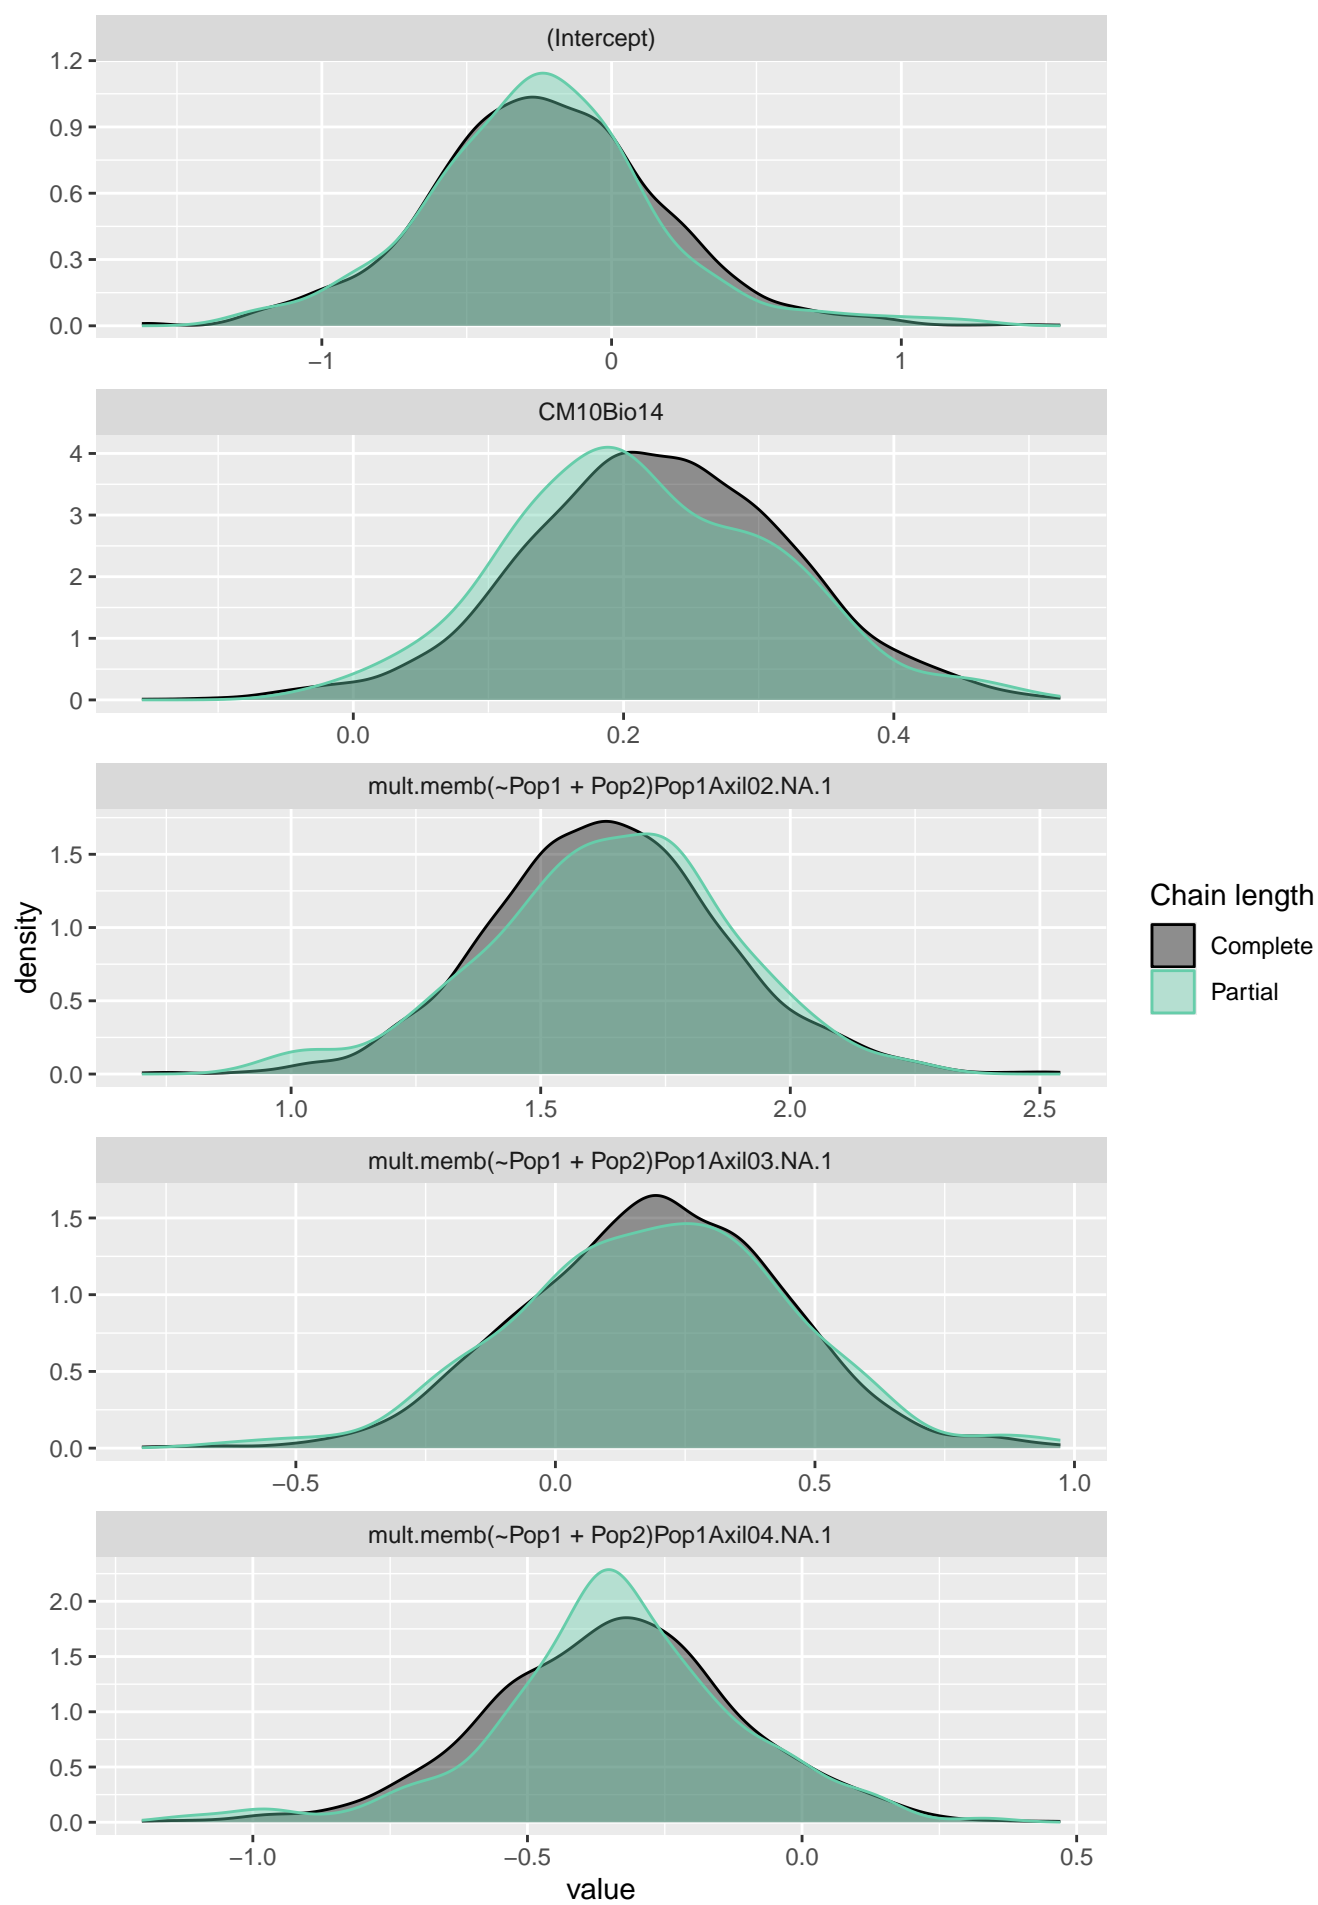 (Intercept)
1.2
0.9
0.6
0.3
0.0
−1 0 1
CM10Bio14
4
3
2
1
0
0.0 0.2 0.4
mult.memb(~Pop1 + Pop2)Pop1Axil02.NA.1
1.5
1.0
0.5
0.0
1.0 1.5 2.0 2.5
mult.memb(~Pop1 + Pop2)Pop1Axil03.NA.1
1.5
1.0
0.5
0.0
−0.5 0.0 0.5 1.0
mult.memb(~Pop1 + Pop2)Pop1Axil04.NA.1
2.0
1.5
1.0
0.5
0.0
−1.0 −0.5 0.0 0.5
value
density
Chain length
Complete
Partial